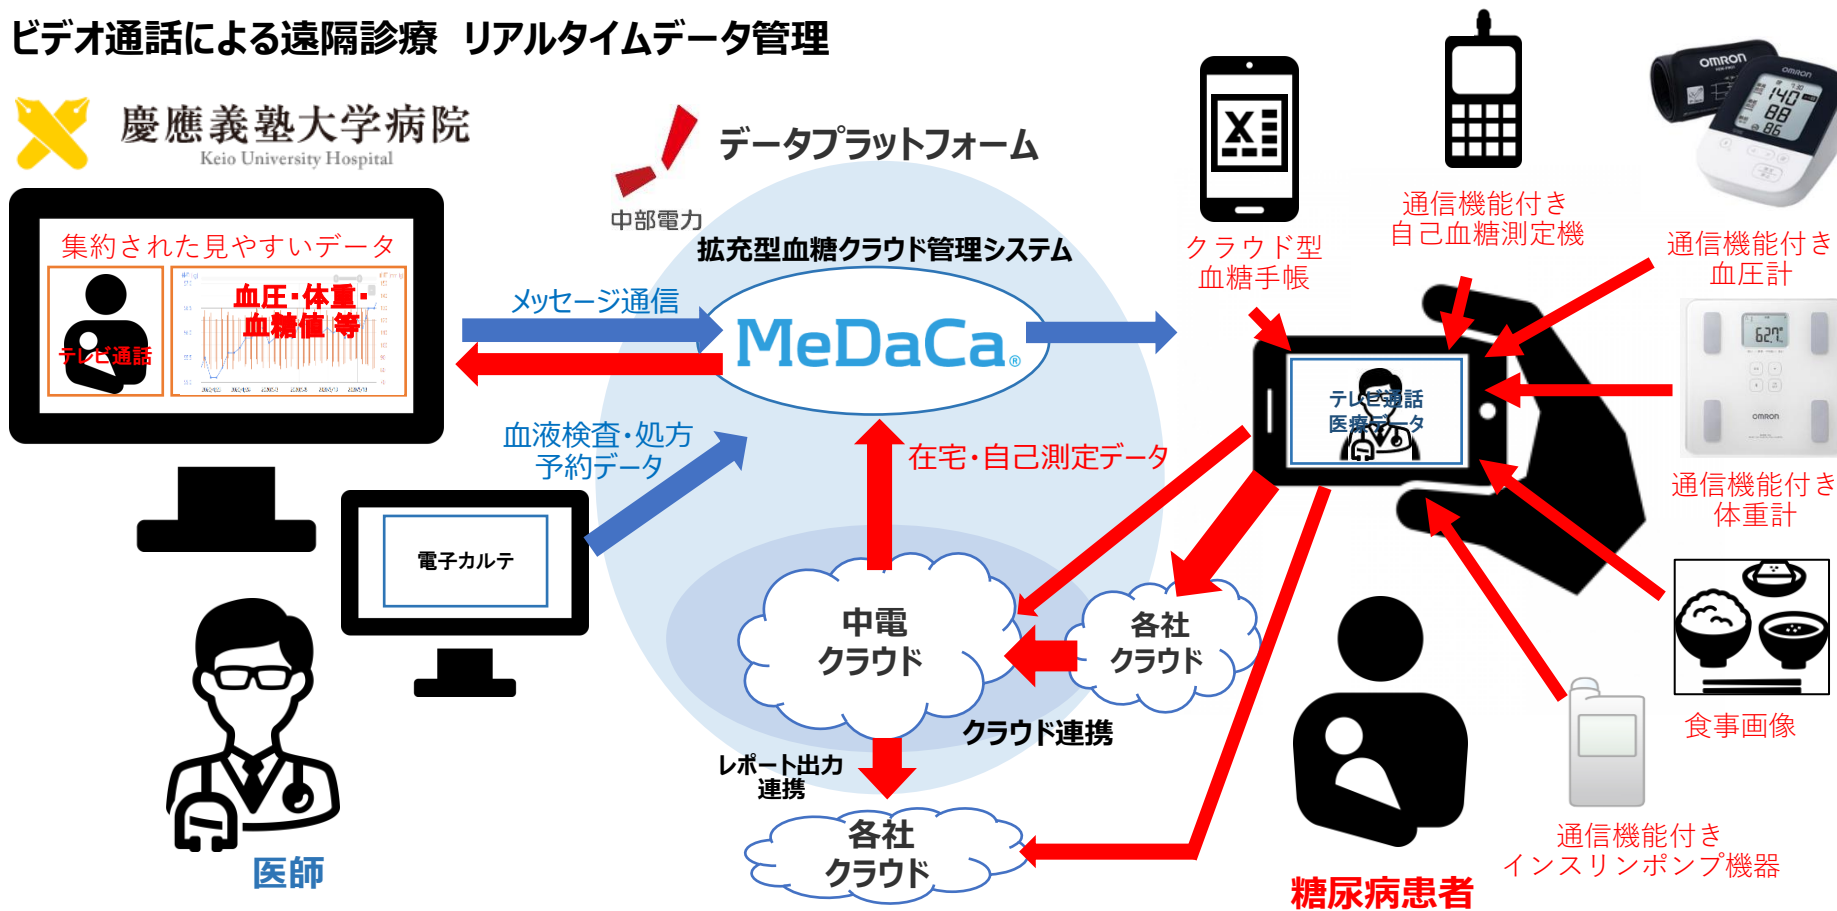 ビデオ通話による遠隔診療 リアルタイムデータ管理
慶應義塾大学病院
Keio University Hospital
中部電力
データプラットフォーム
拡充型血糖クラウド管理システム
MeDaCa®
集約された見やすいデータ
テレビ通話
血圧・体重・
血糖値 等
メッセージ通信
血液検査・処方
予約データ
電子カルテ
医師
在宅・自己測定データ
中電
クラウド
各社
クラウド
クラウド連携
レポート出力
連携
各社
クラウド
クラウド型
血糖手帳
X
通信機能付き
自己血糖測定機
OMRON
OMRON
140
88
86
通信機能付き
血圧計
テレビ通話
医療データ
62.7
OMRON
通信機能付き
体重計
食事画像
通信機能付き
インスリンポンプ機器
糖尿病患者